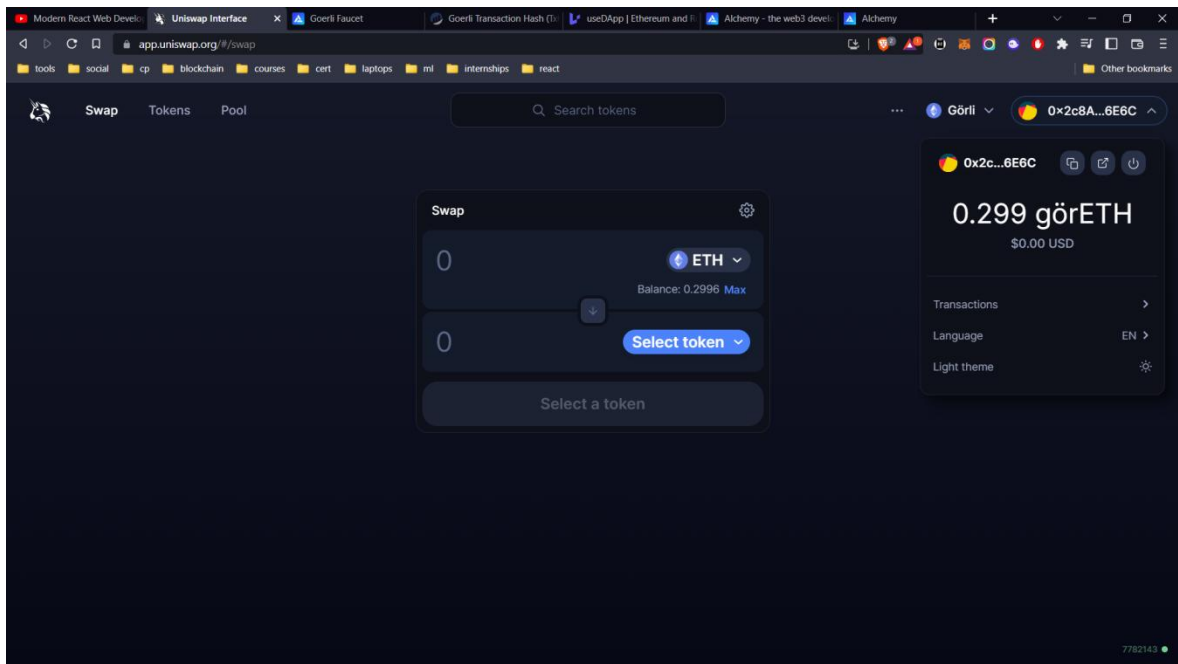 Modern React Web Develo
Uniswap Interface
Goerli Faucet
Goerli Transaction Hash (Tx
useDApp | Ethereum and R
Alchemy - the web3 develo
Alchemy
app.uniswap.org/#/swap
tools social cp blockchain courses cert laptops ml internships react
Other bookmarks
Swap Tokens Pool
Search tokens
Görli
0×2c8A...6E6C
0x2c...6E6C
0.299 görETH
$0.00 USD
Transactions
Language EN
Light theme
Swap
0 ETH
Balance: 0.2996 Max
0 Select token
Select a token
7782143